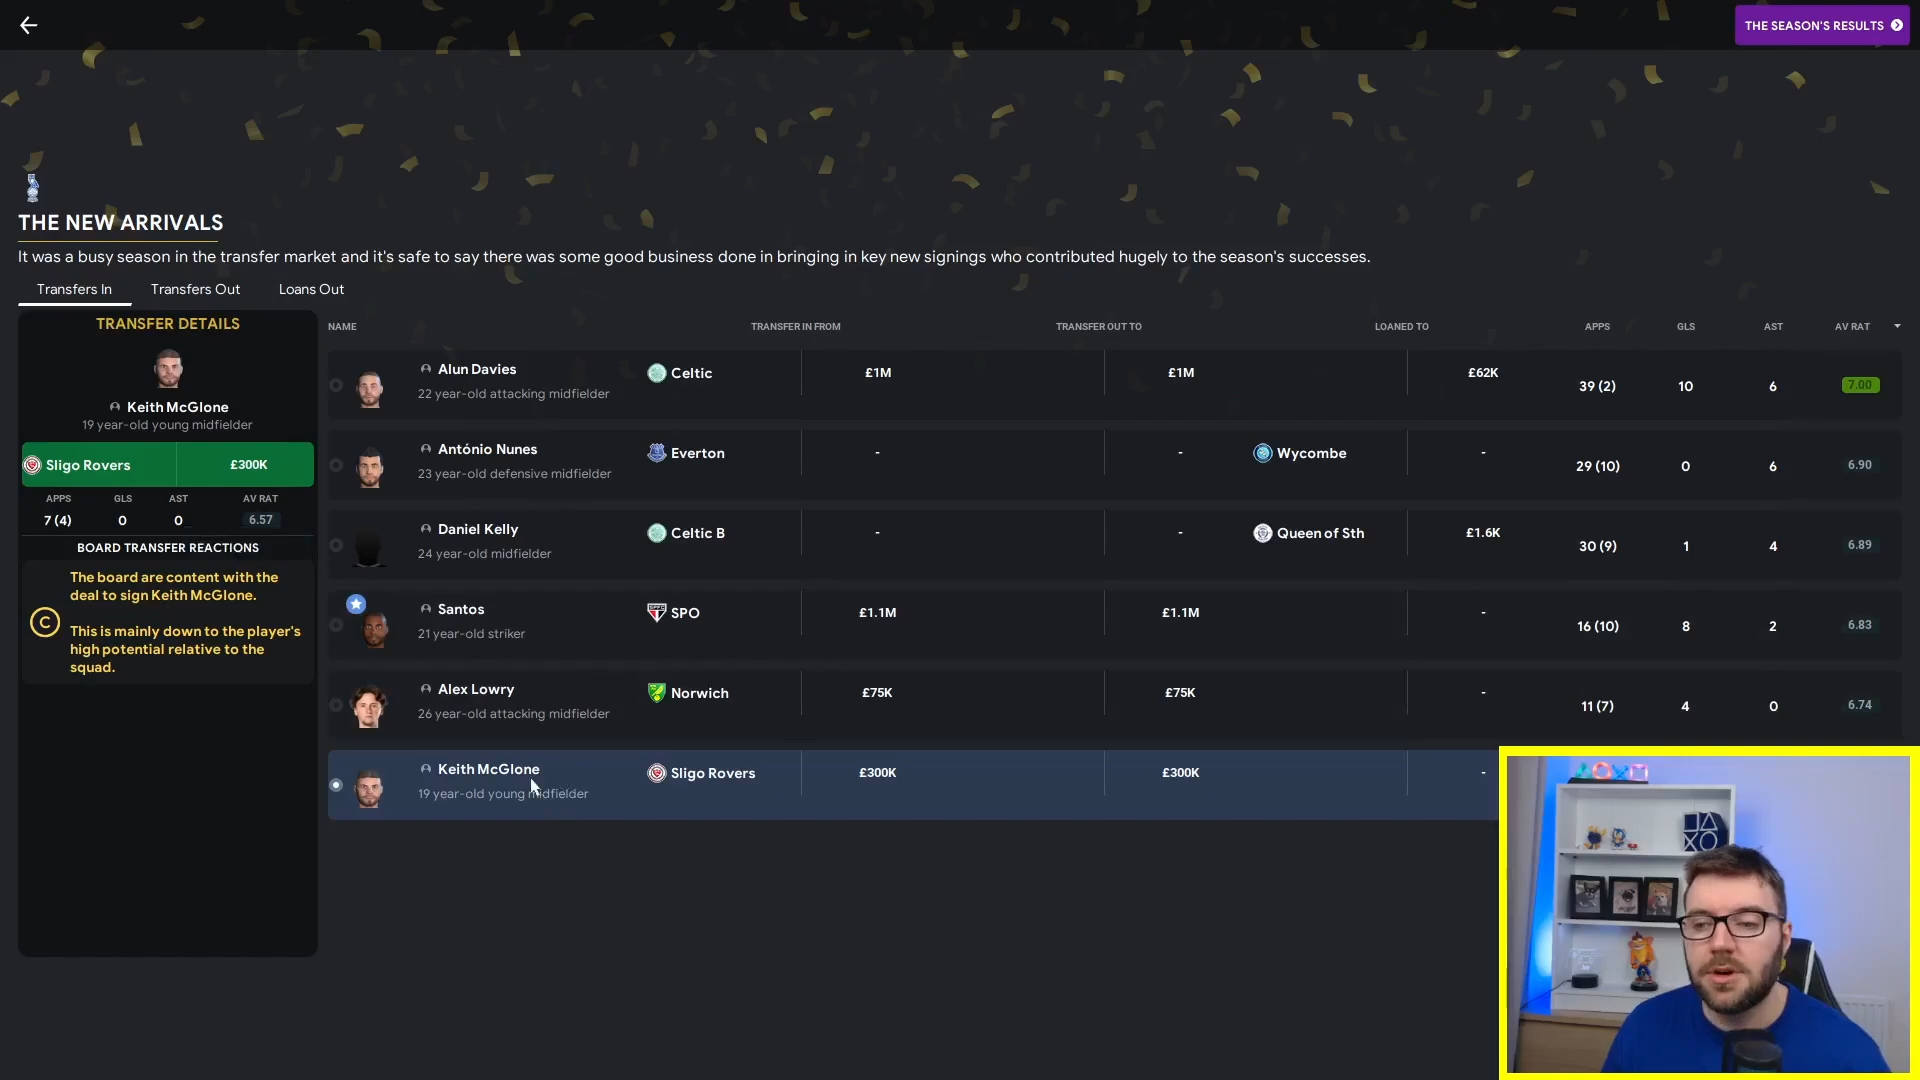 THE SEASON'S RESULTS
THE NEW ARRIVALS
It was a busy season in the transfer market and it's safe to say there was some good business done in bringing in key new signings who contributed hugely to the season's successes.
Transfers In Transfers Out Loans Out
TRANSFER DETAILS
Keith McGlone
19 year-old young midfielder
Sligo Rovers £300K
APPS GLS AST AV RAT
7 (4) 0 0 6.57
BOARD TRANSFER REACTIONS
C
The board are content with the
deal to sign Keith McGlone.
This is mainly down to the player's
high potential relative to the
squad.
NAME TRANSFER IN FROM TRANSFER OUT TO LOANED TO APPS GLS AST AV RAT
Alun Davies
22 year-old attacking midfielder
Celtic £1M £1M £62K 39 (2) 10 6 7.00
António Nunes
23 year-old defensive midfielder
Everton - - Wycombe - 29 (10) 0 6 6.90
Daniel Kelly
24 year-old midfielder
Celtic B - - Queen of Sth £1.6K 30 (9) 1 4 6.89
Santos
21 year-old striker
SPO £1.1M £1.1M - 16 (10) 8 2 6.83
Alex Lowry
26 year-old attacking midfielder
Norwich £75K £75K - 11 (7) 4 0 6.74
Keith McGlone
19 year-old young midfielder
Sligo Rovers £300K £300K -